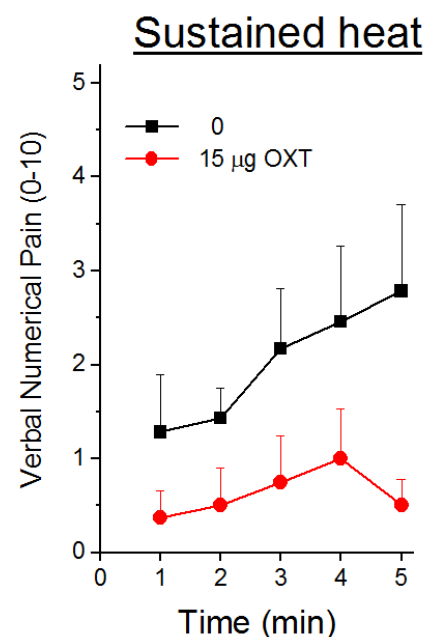 Sustained heat
5
0
15 μg OXT
4
3
2
1
0
Verbal Numerical Pain (0-10)
0 1 2 3 4 5
Time (min)